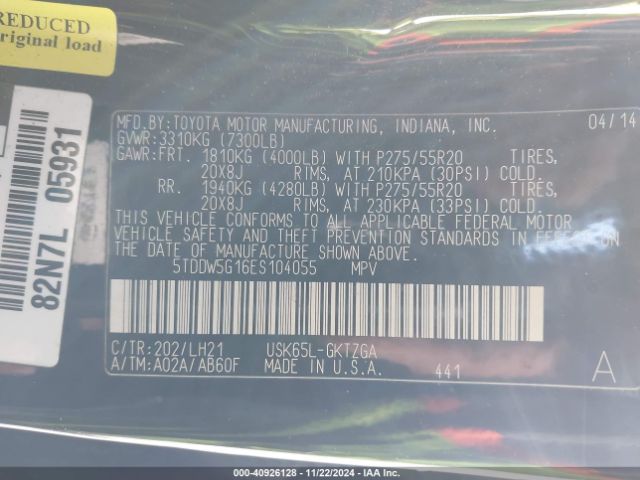 REDUCED
riginal load
82N7L 05931
MFD. BY: TOYOTA MOTOR MANUFACTURING, INDIANA, INC. 04/14
GVWR: 3310KG (7300LB)
GAWR: FRT. 1810KG (4000LB) WITH P275/55R20 TIRES,
20X8J RIMS, AT 210KPA (30PSI) COLD.
RR. 1940KG (4280LB) WITH P275/55R20 TIRES,
20X8J RIMS, AT 230KPA (33PSI) COLD.
THIS VEHICLE CONFORMS TO ALL APPLICABLE FEDERAL MOTOR
VEHICLE SAFETY AND THEFT PREVENTION STANDARDS IN EFFECT ON
THE DATE OF MANUFACTURE SHOWN ABOVE.
5TDDW5G16ES104055 MPV
C/TR: 202/LH21 USK65L-GKTZGA
A/TM: A02A/AB60F MADE IN U.S.A. 441 A
000-40926128 - 11/22/2024 - IAA Inc.